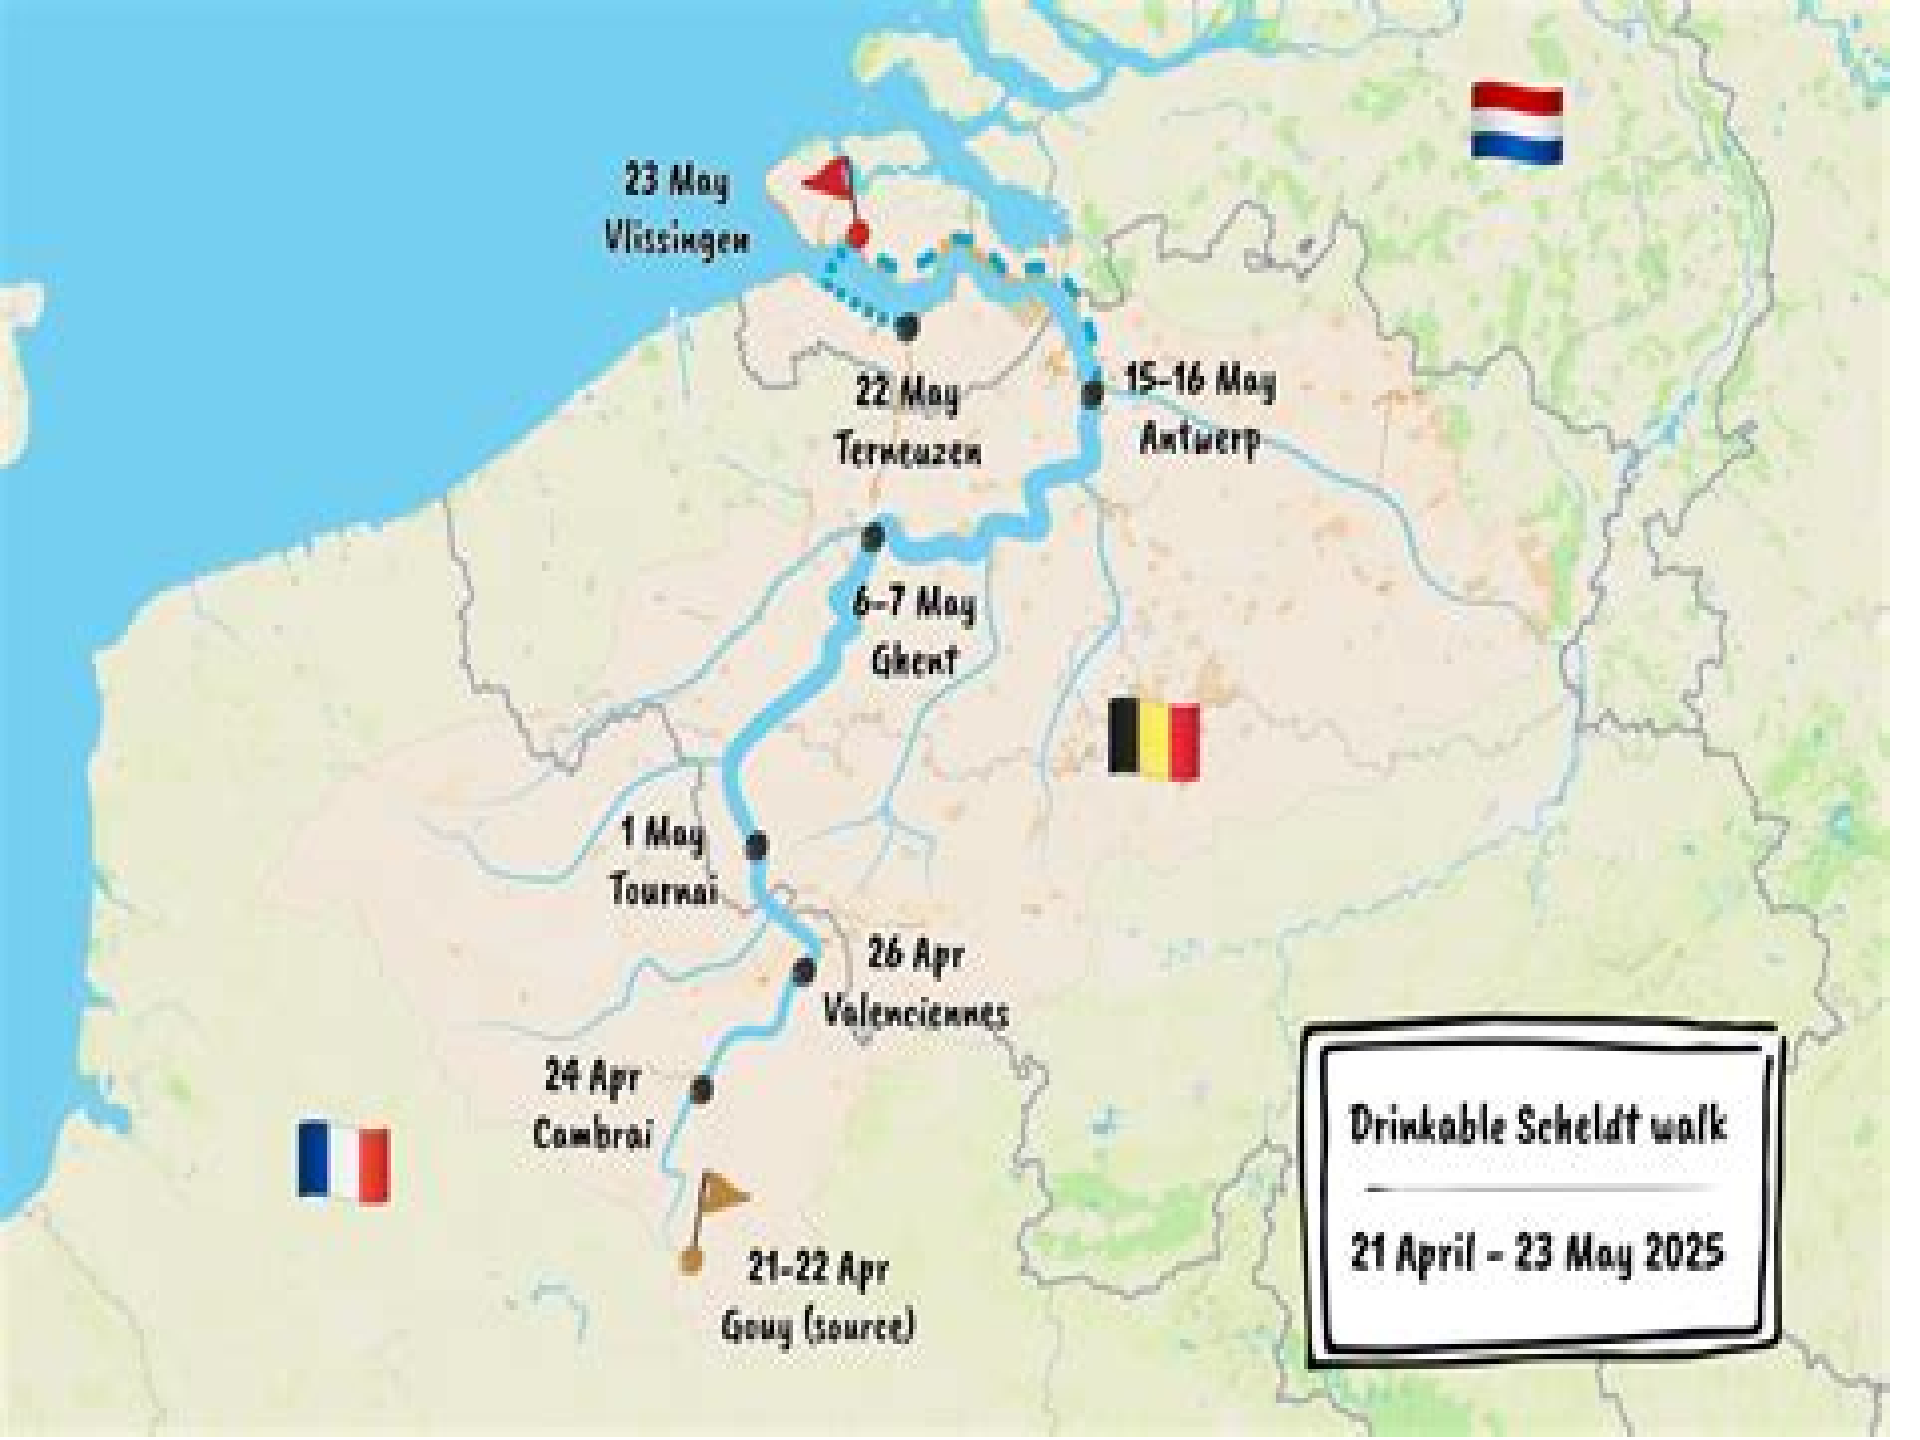 23 May
Vlissingen
22 May
Terneuzen
15-16 May
Antwerp
6-7 May
Ghent
1 May
Tournai
26 Apr
Valenciennes
24 Apr
Cambrai
21-22 Apr
Gouy (source)
Drinkable Scheldt walk
21 April - 23 May 2025